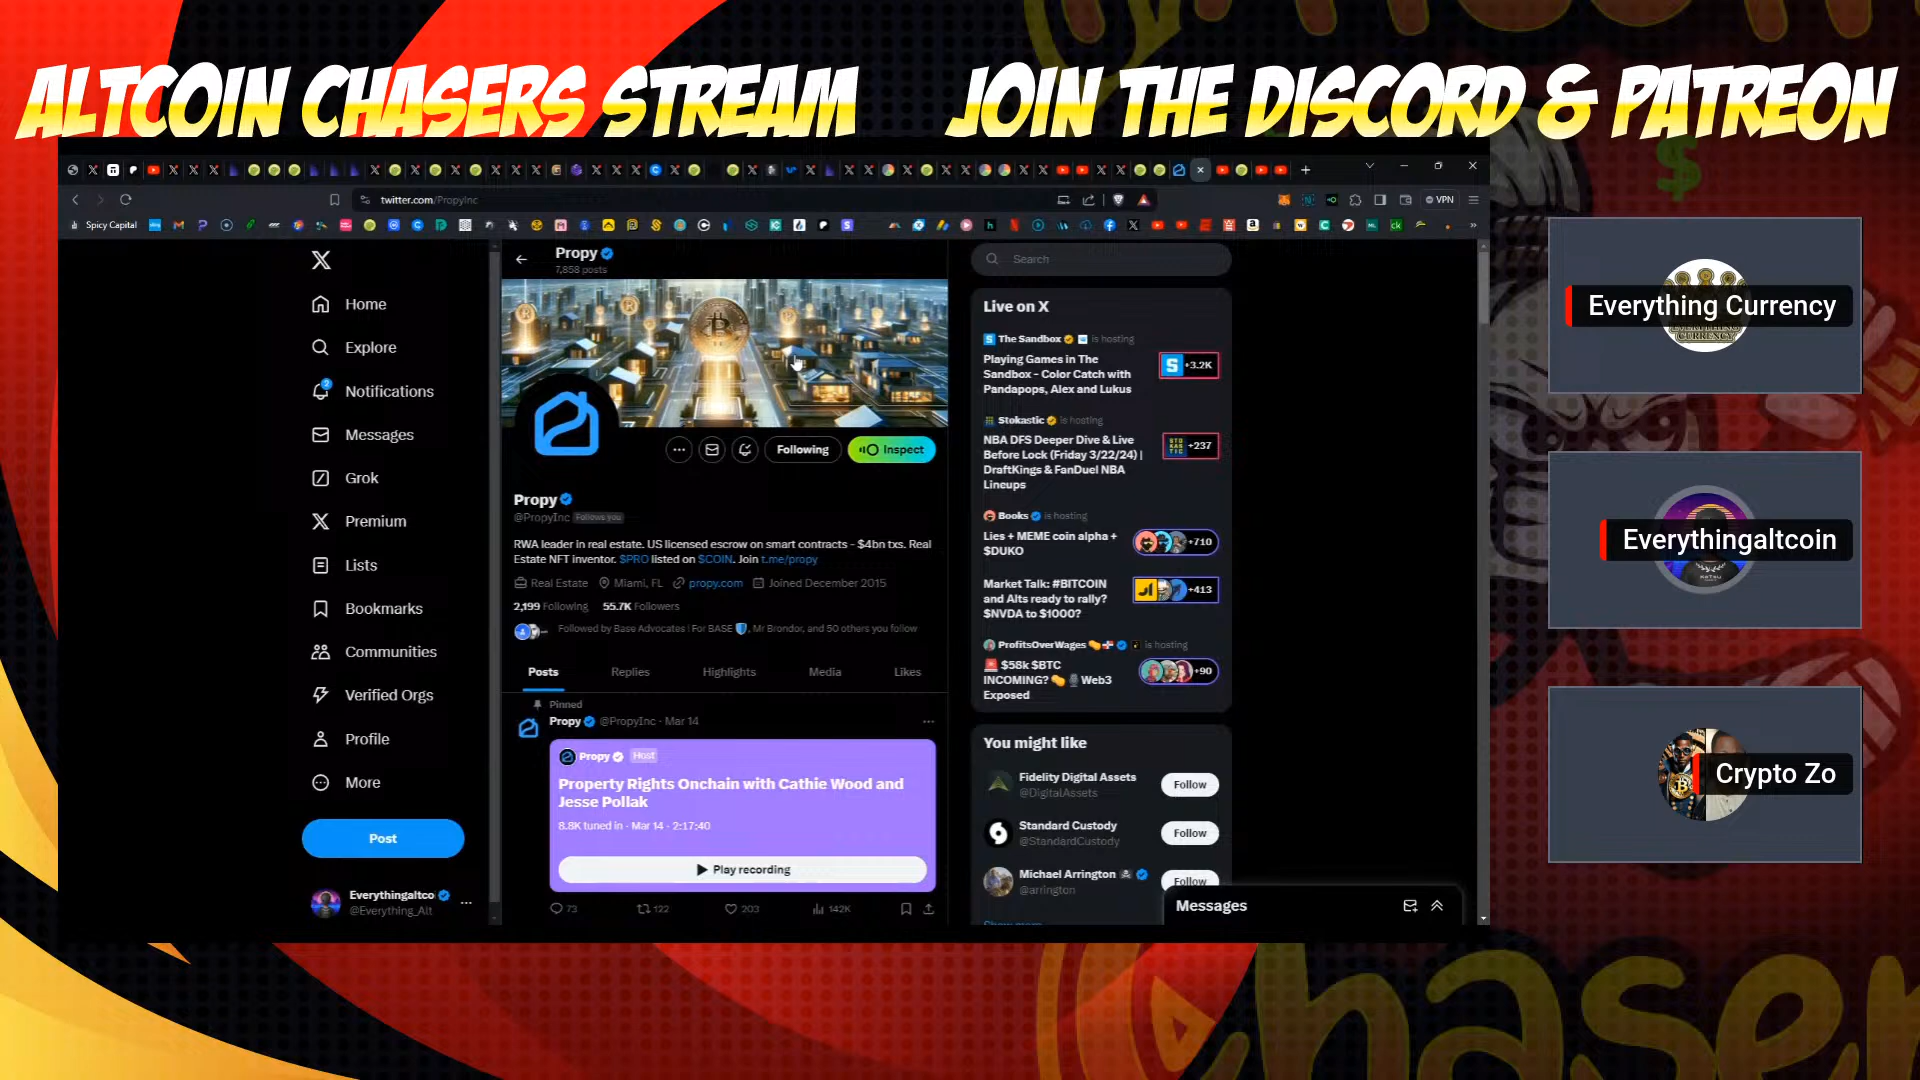 ALTCOIN CHASERS STREAM
JOIN THE DISCORD & PATREON
twitter.com/PropyInc
VPN
Spicy Capital
Home
Explore
2
Notifications
Messages
Grok
Premium
Lists
Bookmarks
Communities
Verified Orgs
Profile
More
Post
Everythingaltco
@Everything_Alt
Propy
7,858 posts
Following
Inspect
Propy
@PropyInc Follows you
RWA leader in real estate. US licensed escrow on smart contracts - $4bn txs. Real
Estate NFT inventor. $PRO listed on $COIN. Join t.me/propy
Real Estate Miami, FL propy.com Joined December 2015
2,199 Following 55.7K Followers
Followed by Base Advocates | For BASE, Mr Brondor, and 50 others you follow
Posts Replies Highlights Media Likes
Pinned
Propy @PropyInc · Mar 14
Propy Host
Property Rights Onchain with Cathie Wood and
Jesse Pollak
8.8K tuned in · Mar 14 · 2:17:40
Play recording
73 122 203 142K
Search
Live on X
The Sandbox is hosting
Playing Games in The
Sandbox - Color Catch with
Pandapops, Alex and Lukus
+3.2K
Stokastic is hosting
NBA DFS Deeper Dive & Live
Before Lock (Friday 3/22/24) |
DraftKings & FanDuel NBA
Lineups
+237
Books is hosting
Lies + MEME coin alpha +
$DUKO
+710
Market Talk: #BITCOIN
and Alts ready to rally?
$NVDA to $1000?
+413
ProfitsOverWages is hosting
$58k $BTC
INCOMING? Web3
Exposed
+90
You might like
Fidelity Digital Assets
@DigitalAssets
Follow
Standard Custody
@StandardCustody
Follow
Michael Arrington
@arrington
Follow
Messages
Everything Currency
Everythingaltcoin
Crypto Zo